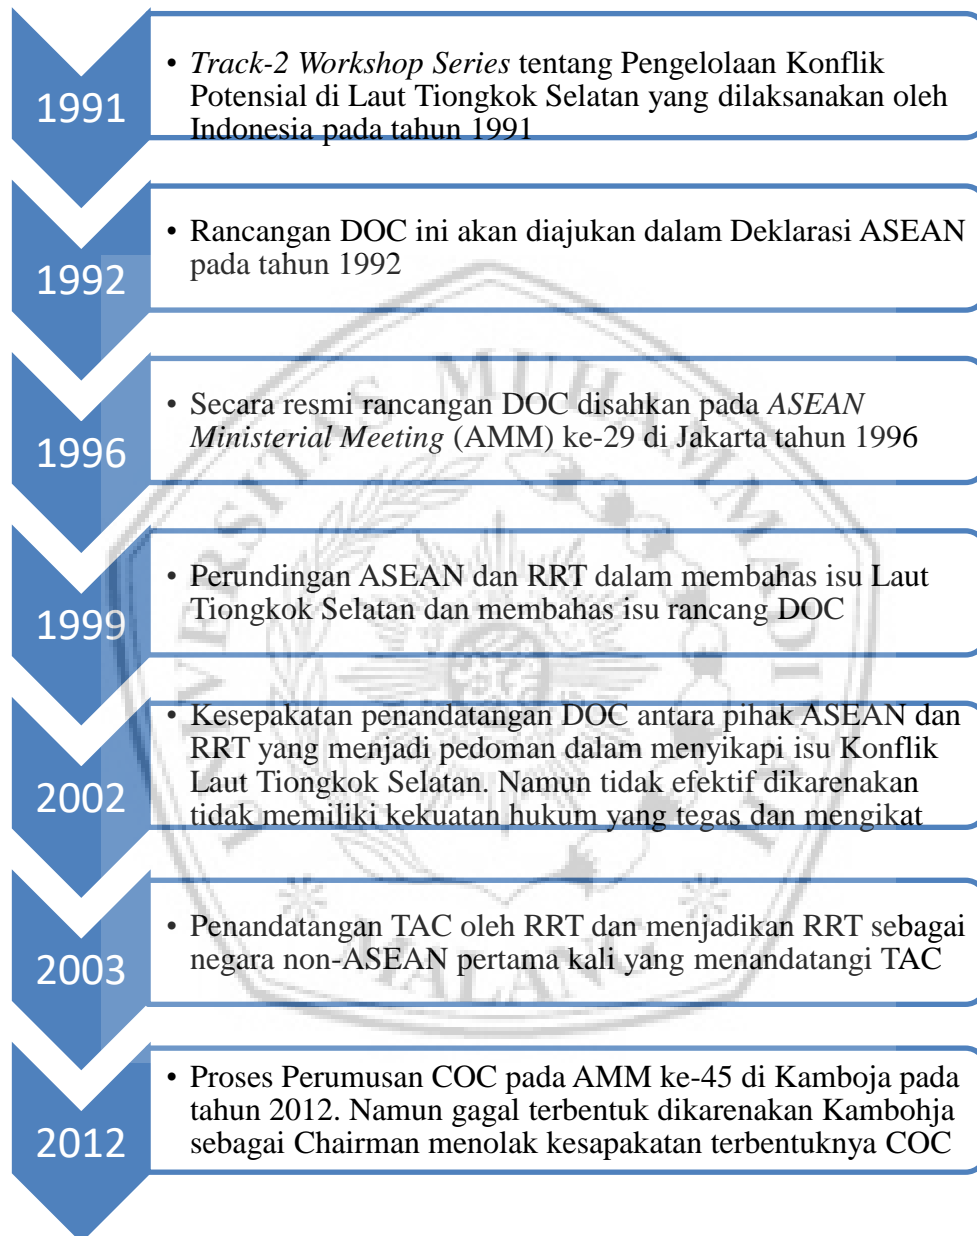 1991
• Track-2 Workshop Series tentang Pengelolaan Konflik
Potensial di Laut Tiongkok Selatan yang dilaksanakan oleh
Indonesia pada tahun 1991
1992
• Rancangan DOC ini akan diajukan dalam Deklarasi ASEAN
pada tahun 1992
1996
• Secara resmi rancangan DOC disahkan pada ASEAN
Ministerial Meeting (AMM) ke-29 di Jakarta tahun 1996
1999
• Perundingan ASEAN dan RRT dalam membahas isu Laut
Tiongkok Selatan dan membahas isu rancang DOC
2002
• Kesepakatan penandatangan DOC antara pihak ASEAN dan
RRT yang menjadi pedoman dalam menyikapi isu Konflik
Laut Tiongkok Selatan. Namun tidak efektif dikarenakan
tidak memiliki kekuatan hukum yang tegas dan mengikat
2003
• Penandatangan TAC oleh RRT dan menjadikan RRT sebagai
negara non-ASEAN pertama kali yang menandatangi TAC
2012
• Proses Perumusan COC pada AMM ke-45 di Kamboja pada
tahun 2012. Namun gagal terbentuk dikarenakan Kambohja
sebagai Chairman menolak kesapakatan terbentuknya COC
UNIVERSITAS MUHAMMADIYAH
MALANG